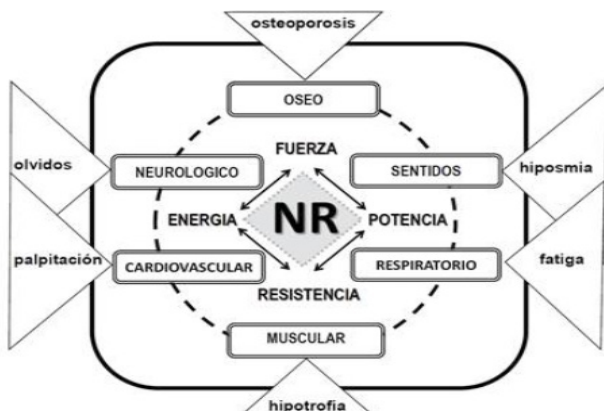 osteoporosis
OSEO
FUERZA
olvidos
NEUROLOGICO
SENTIDOS
hiposmia
ENERGIA
NR
POTENCIA
palpitación
CARDIOVASCULAR
RESPIRATORIO
fatiga
RESISTENCIA
MUSCULAR
hipotrofia